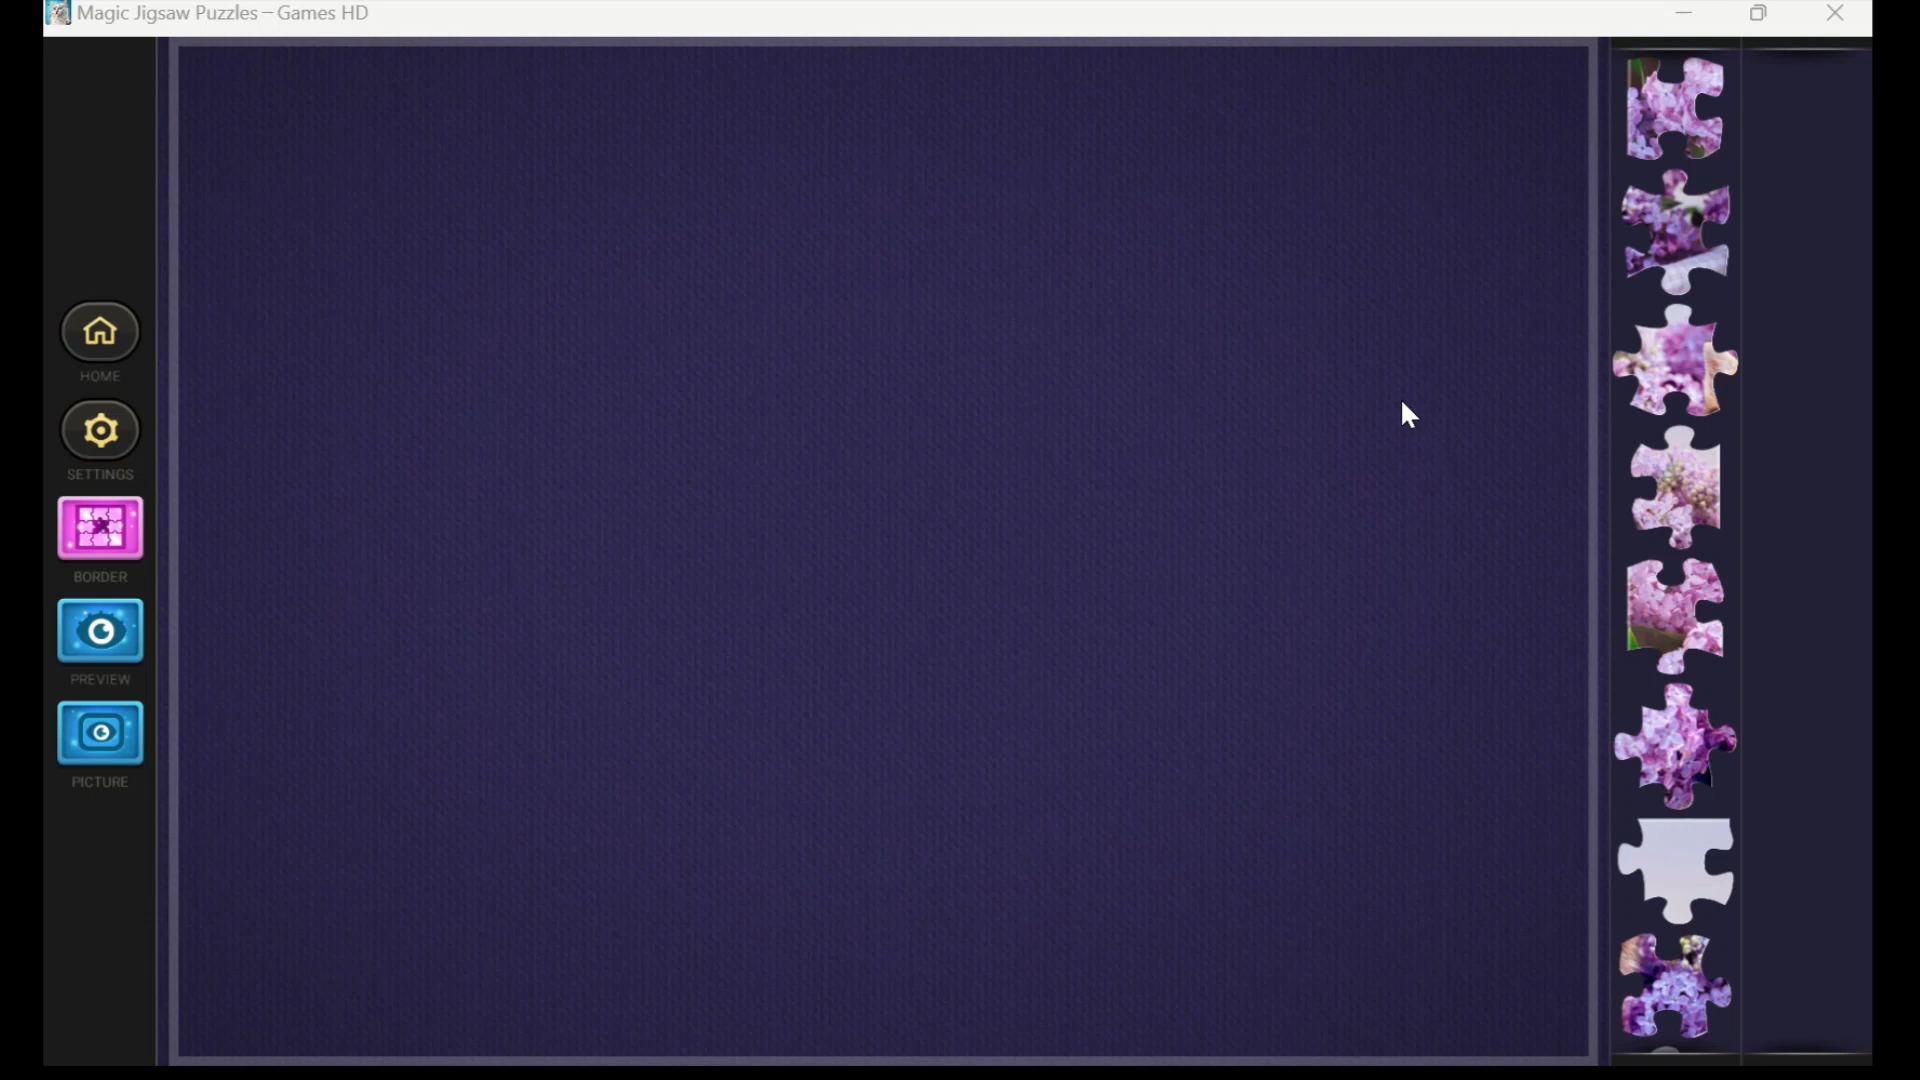 Magic Jigsaw Puzzles – Games HD
HOME
SETTINGS
BORDER
PREVIEW
PICTURE